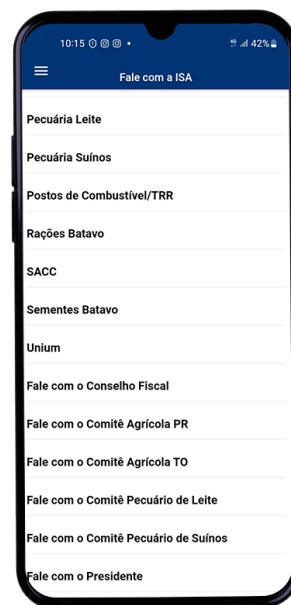 10:15
42%
Fale com a ISA
Pecuária Leite
Pecuária Suínos
Postos de Combustível/TRR
Rações Batavo
SACC
Sementes Batavo
Unium
Fale com o Conselho Fiscal
Fale com o Comitê Agrícola PR
Fale com o Comitê Agrícola TO
Fale com o Comitê Pecuário de Leite
Fale com o Comitê Pecuário de Suínos
Fale com o Presidente